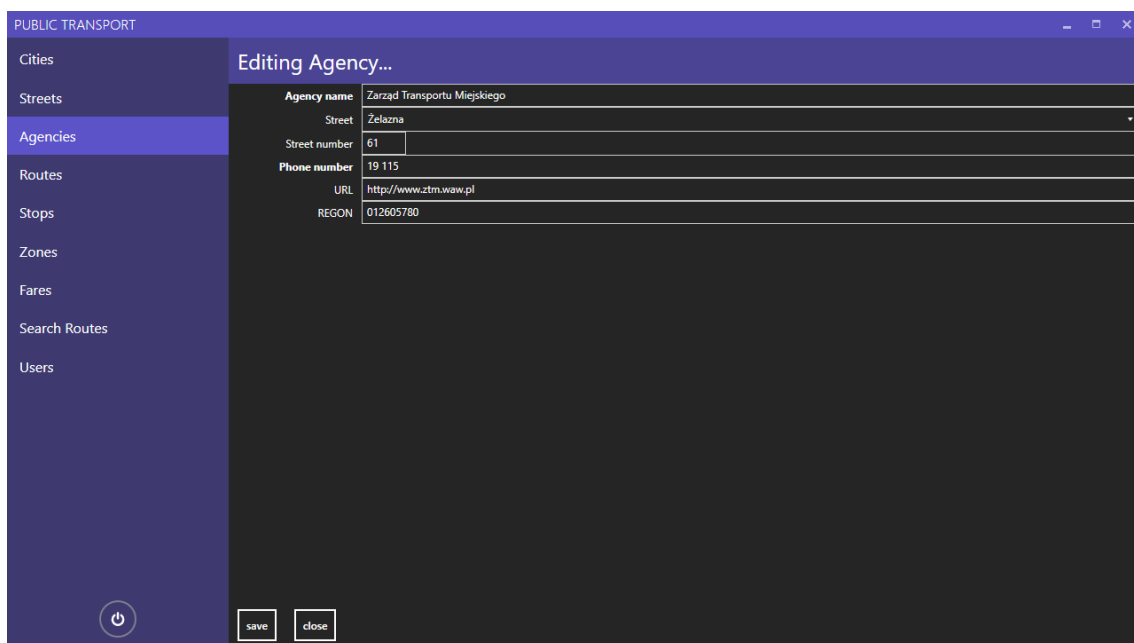 PUBLIC TRANSPORT
Cities
Streets
Agencies
Routes
Stops
Zones
Fares
Search Routes
Users
Editing Agency...
Agency name Zarząd Transportu Miejskiego
Street Żelazna
Street number 61
Phone number 19 115
URL http://www.ztm.waw.pl
REGON 012605780
save close